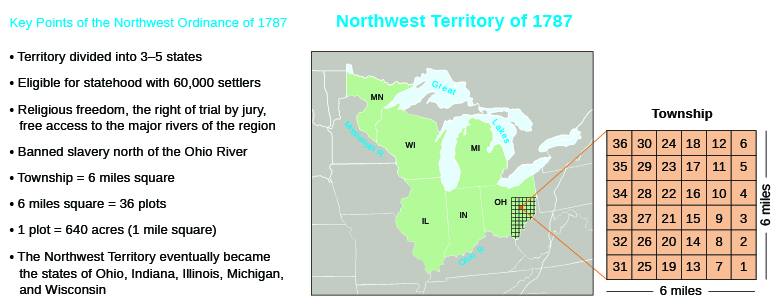 Key Points of the Northwest Ordinance of 1787
• Territory divided into 3–5 states
• Eligible for statehood with 60,000 settlers
• Religious freedom, the right of trial by jury,
free access to the major rivers of the region
• Banned slavery north of the Ohio River
• Township = 6 miles square
• 6 miles square = 36 plots
• 1 plot = 640 acres (1 mile square)
• The Northwest Territory eventually became
the states of Ohio, Indiana, Illinois, Michigan,
and Wisconsin
Northwest Territory of 1787
MN
Great
Lakes
WI
MI
OH
IL
IN
Ohio R.
Township
36 30 24 18 12 6
35 29 23 17 11 5
34 28 22 16 10 4
33 27 21 15 9 3
32 26 20 14 8 2
31 25 19 13 7 1
6 miles
6 miles